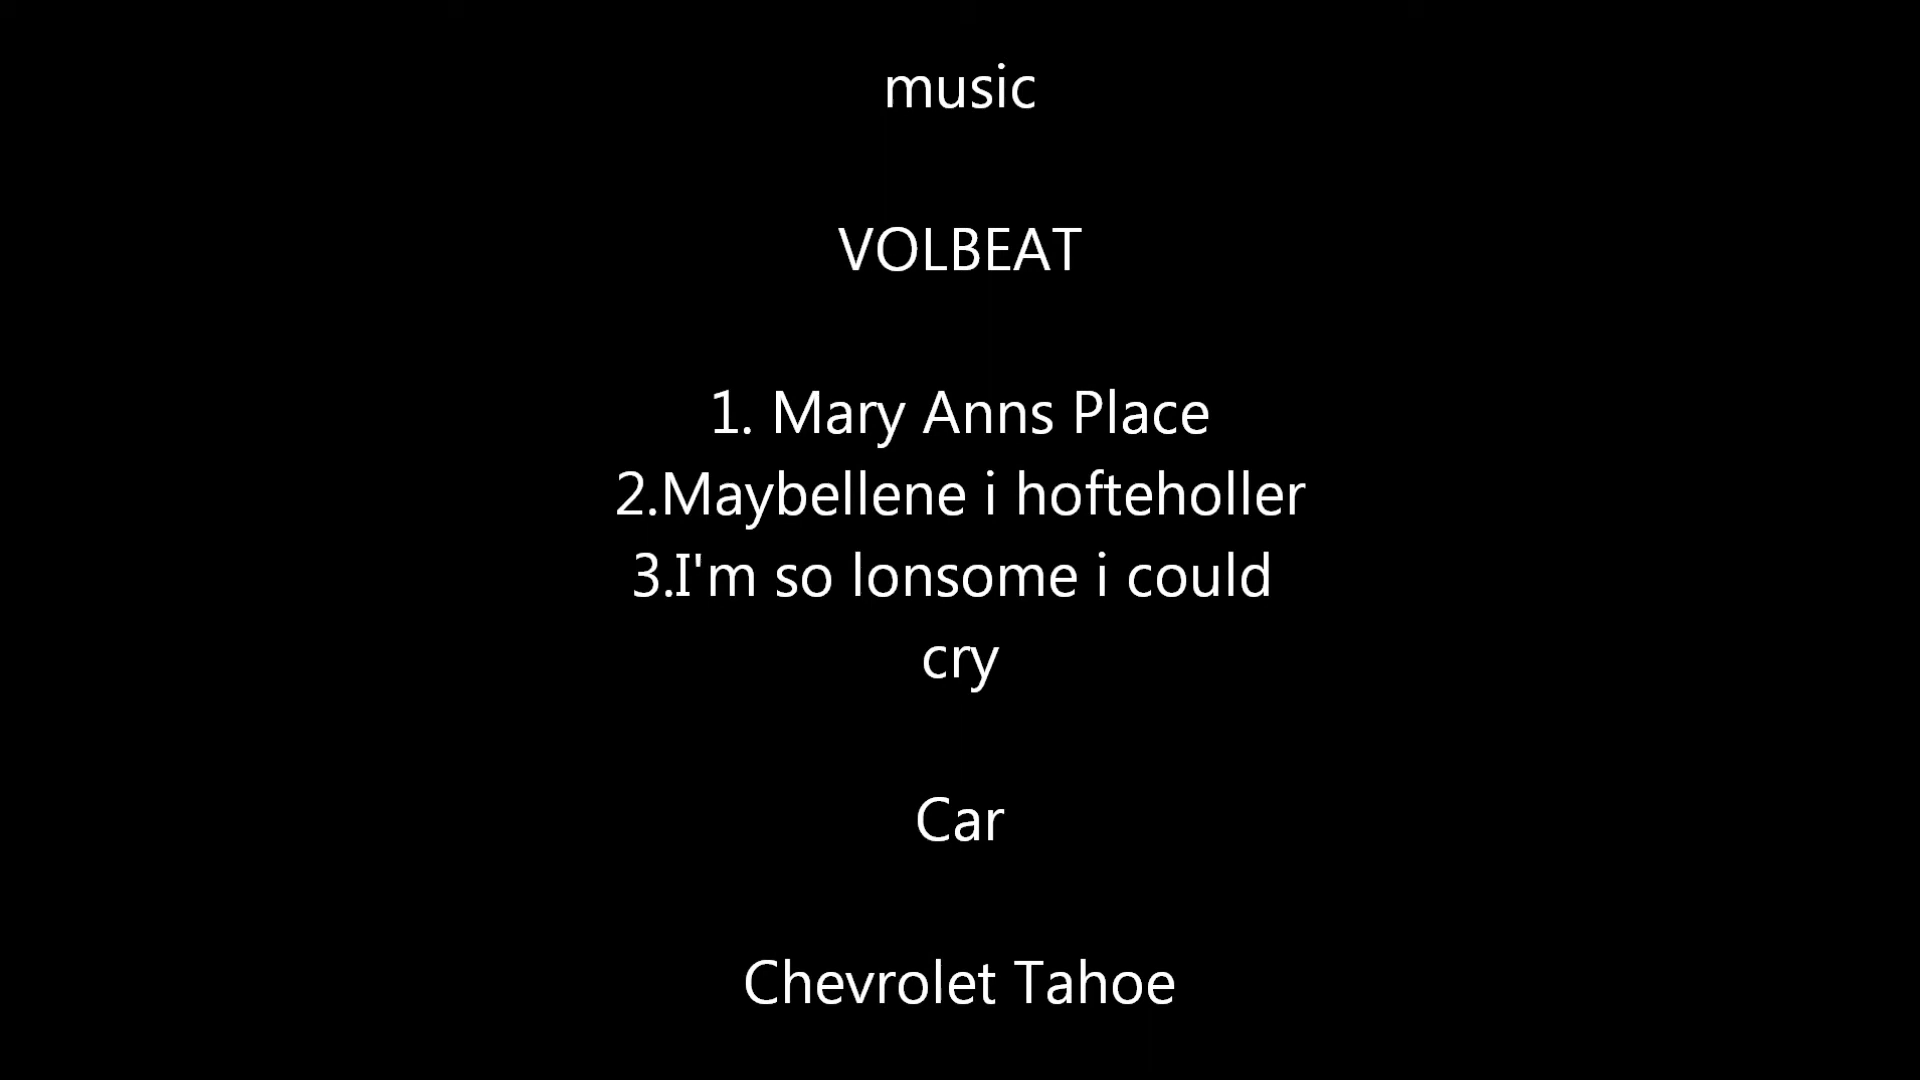 music
VOLBEAT
1. Mary Anns Place
2.Maybellene i hofteholler
3.I'm so lonsome i could
cry
Car
Chevrolet Tahoe